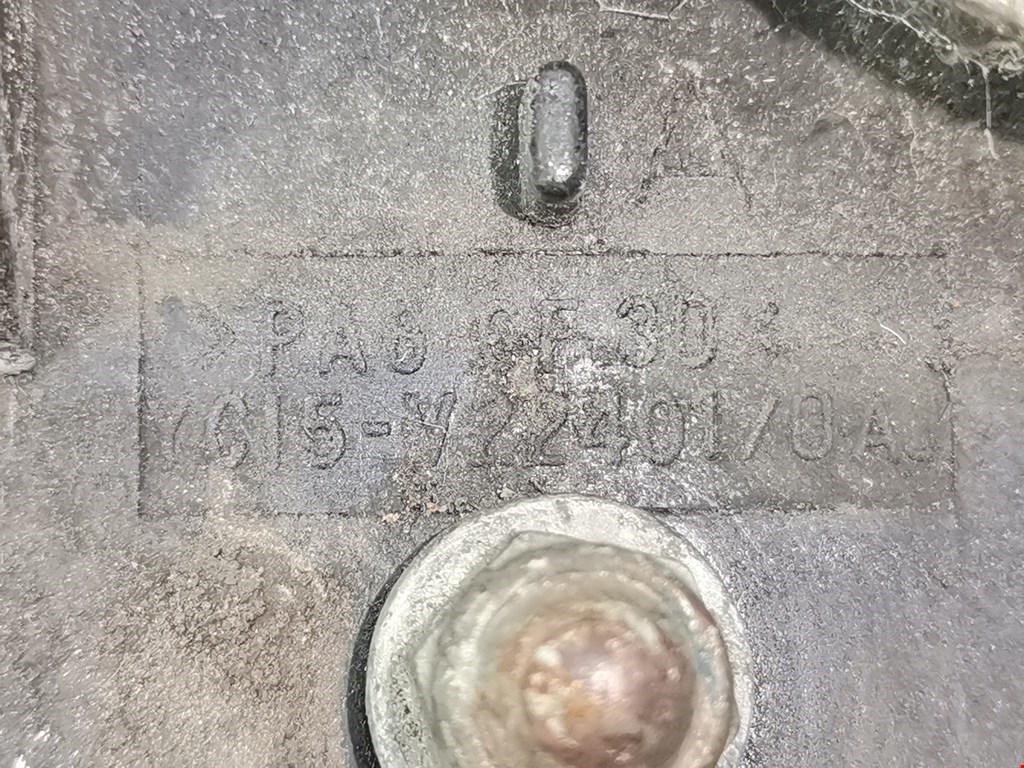 A
>PA6 GF30<
YC15-V22401/0 AJ